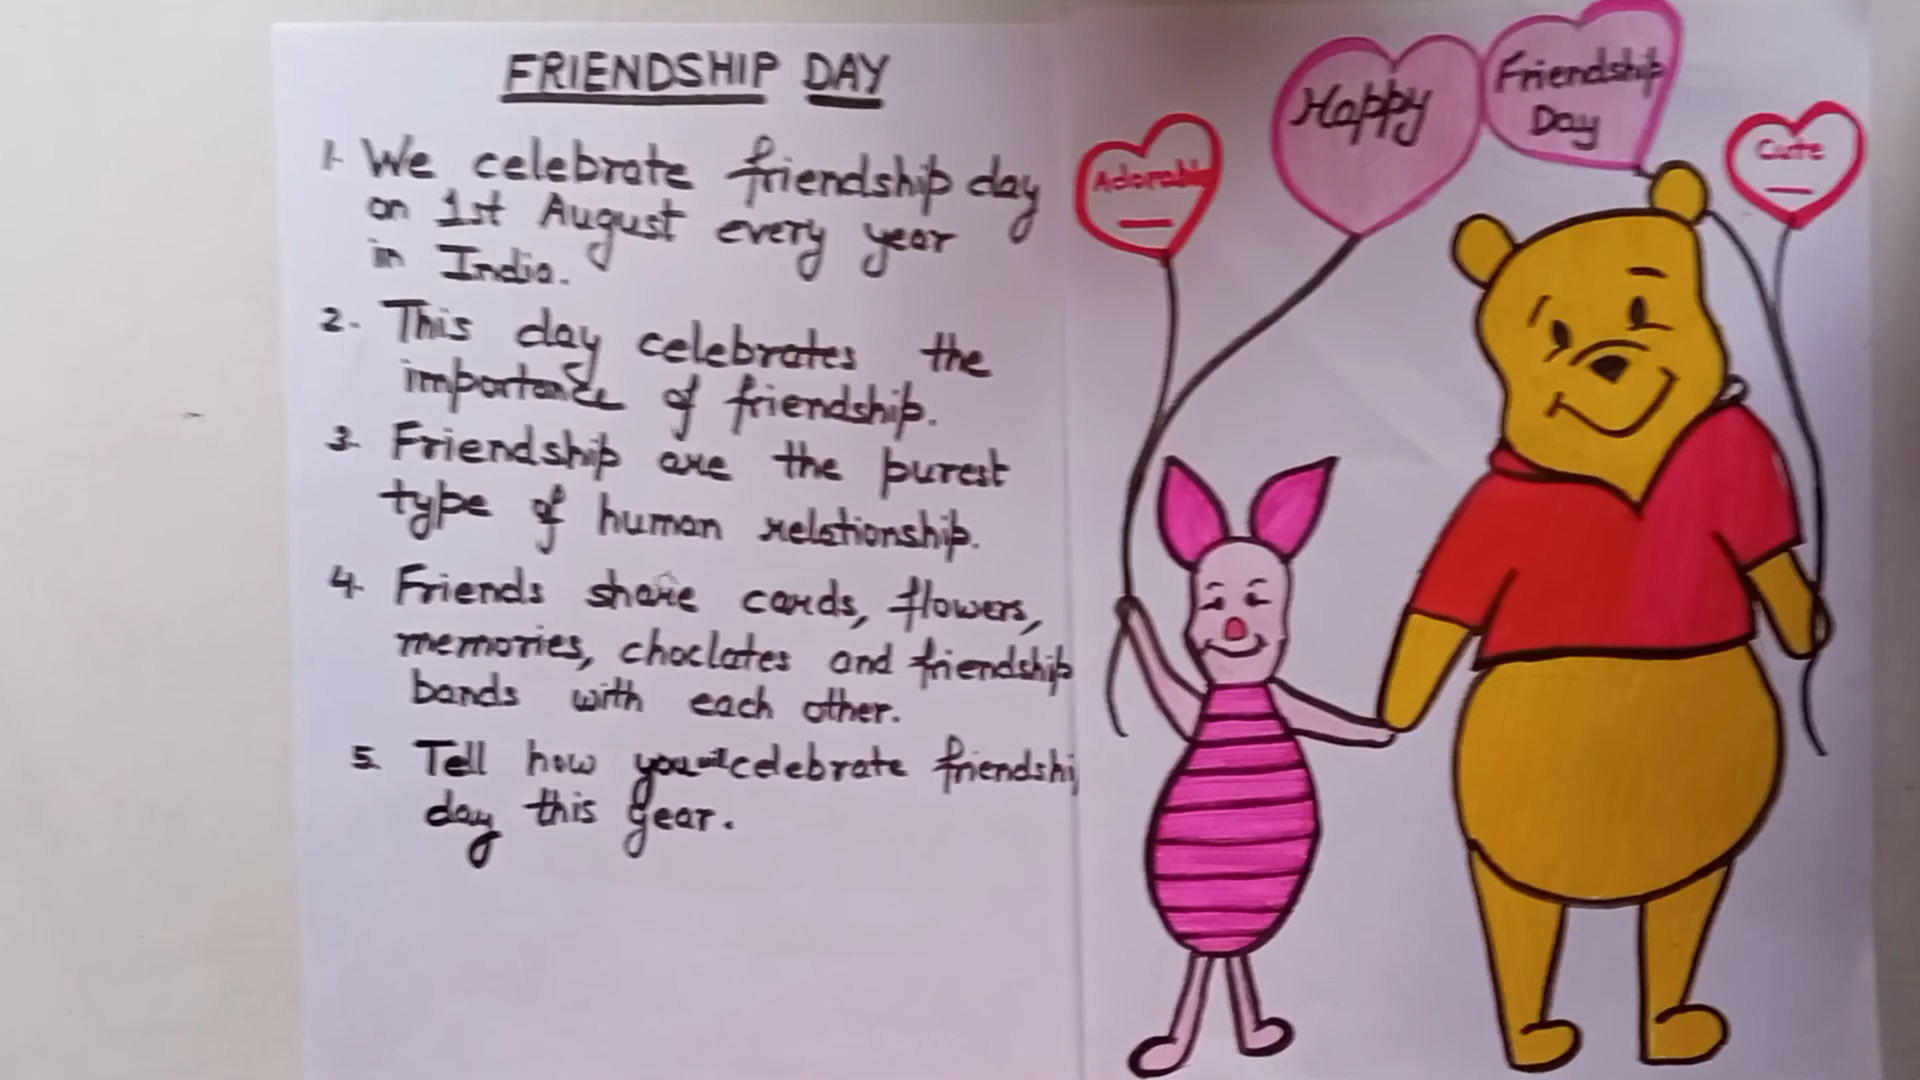 FRIENDSHIP DAY
1. We celebrate friendship day
on 1st August every year
in India.
2. This day celebrates the
importance of friendship.
3. Friendship are the purest
type of human relationship.
4. Friends share cards, flowers,
memories, choclates and friendship
bands with each other.
5. Tell how you will celebrate friendshi
day this year.
Adorable
Happy
Friendship
Day
Cute